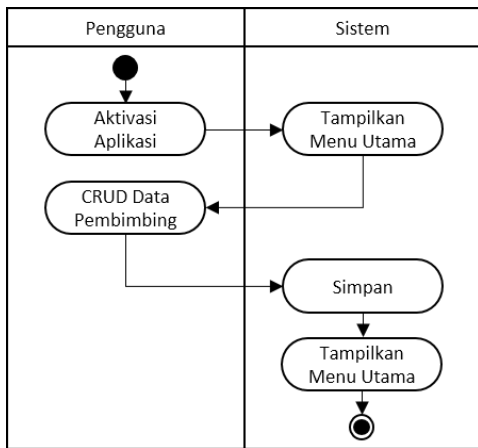 Pengguna
Sistem
Aktivasi
Aplikasi
Tampilkan
Menu Utama
CRUD Data
Pembimbing
Simpan
Tampilkan
Menu Utama